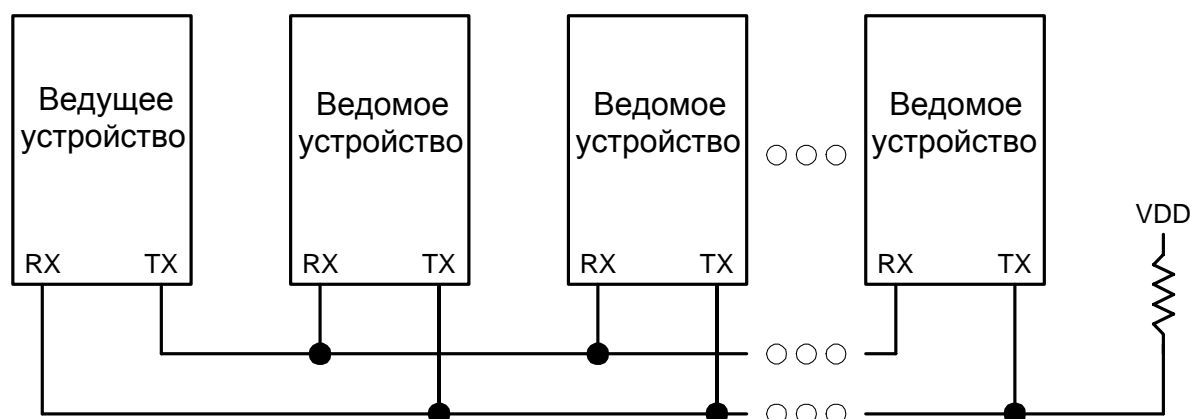 Ведущее
устройство
Ведомое
устройство
Ведомое
устройство
Ведомое
устройство
VDD
RX TX
RX TX
RX TX
RX TX